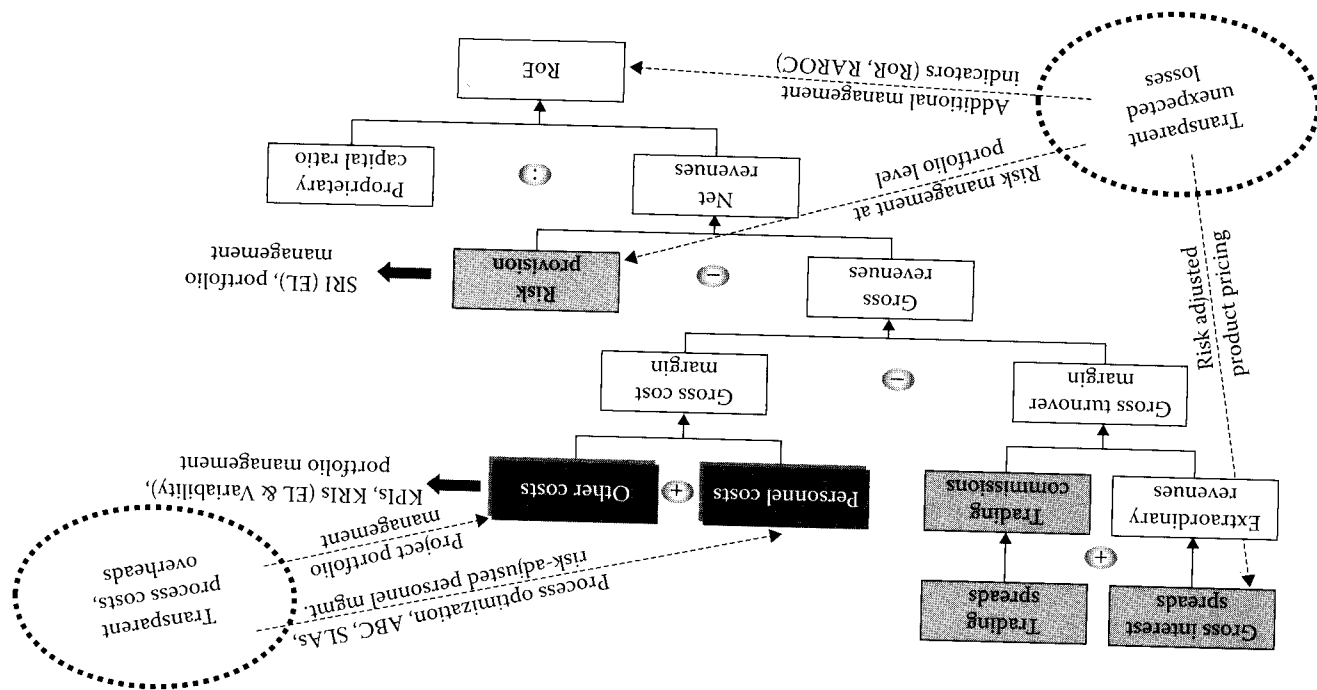 Gross interest
spreads
Trading
spreads
+
Extraordinary
revenues
Trading
commissions
Process optimization, ABC, SLAs,
risk-adjusted personnel mgmt.
Project portfolio
management
Transparent
process costs,
overheads
Personnel costs
+
Other costs
KPIs, KRIs (EL & Variability),
portfolio management
Gross turnover
margin
−
Gross cost
margin
Risk adjusted
product pricing
Gross
revenues
−
Risk
provision
SRI (EL), portfolio
management
Risk management at
portfolio level
Net
revenues
:
Proprietary
capital ratio
Transparent
unexpected
losses
Additional management
indicators (RoR, RAROC)
RoE